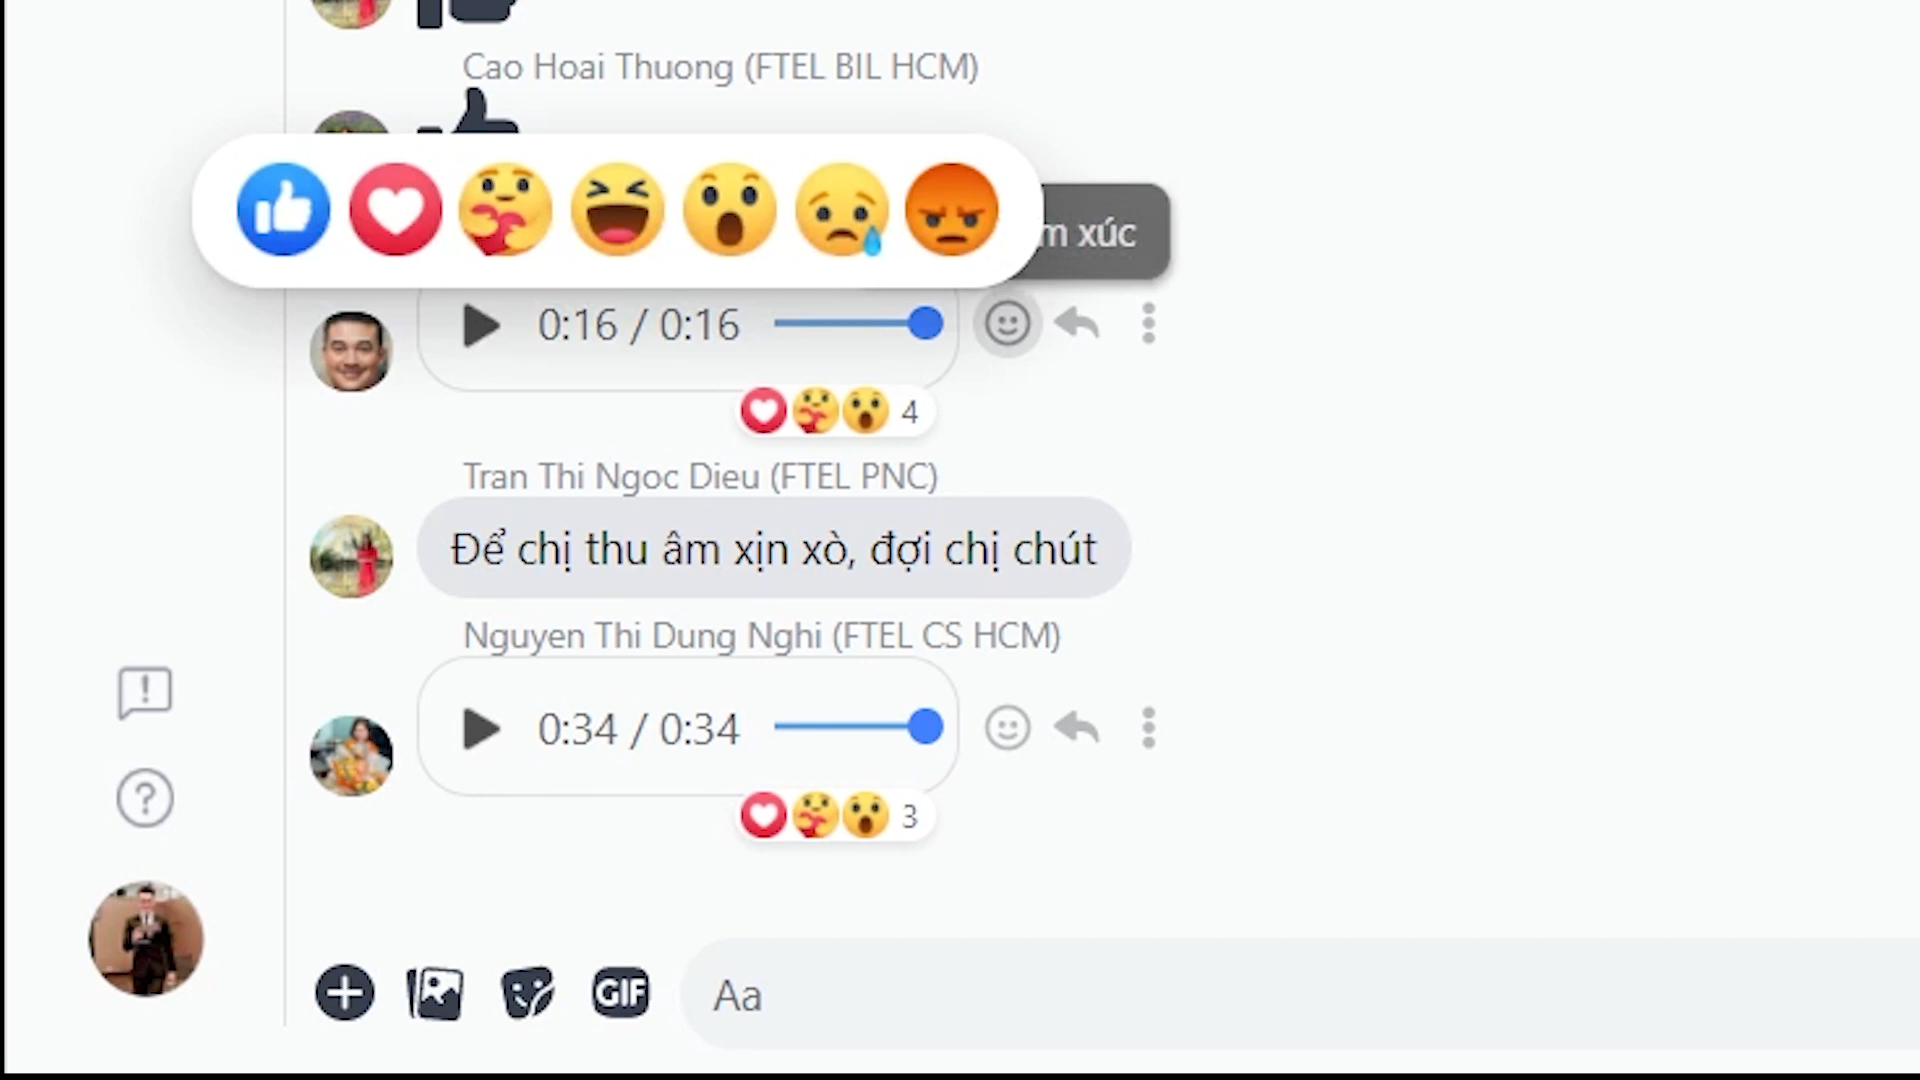 Cao Hoai Thuong (FTEL BIL HCM)
xúc
0:16 / 0:16
4
Tran Thi Ngoc Dieu (FTEL PNC)
Để chị thu âm xịn xò, đợi chị chút
Nguyen Thi Dung Nghi (FTEL CS HCM)
0:34 / 0:34
3
GIF
Aa